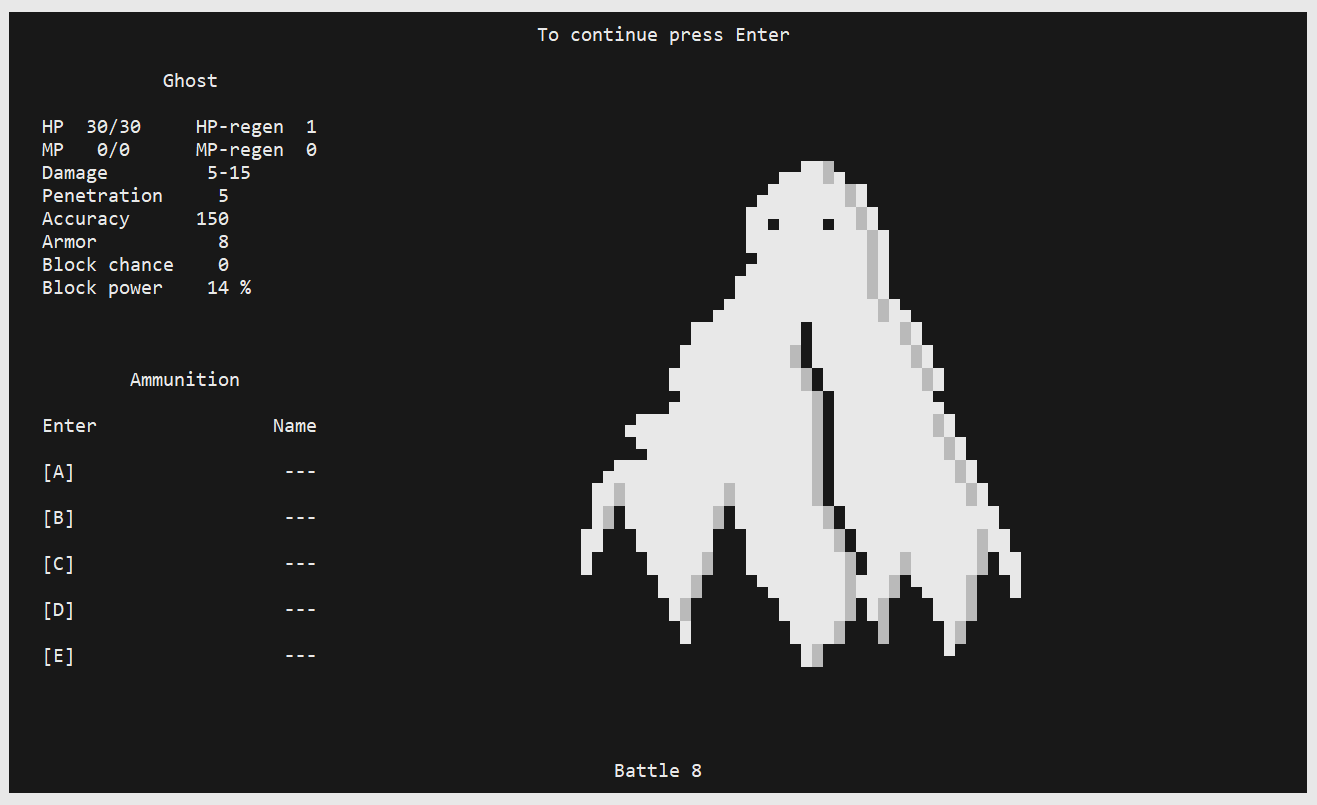 To continue press Enter
Ghost
HP 30/30 HP-regen 1
MP 0/0 MP-regen 0
Damage 5-15
Penetration 5
Accuracy 150
Armor 8
Block chance 0
Block power 14 %
Ammunition
Enter Name
[A] ---
[B] ---
[C] ---
[D] ---
[E] ---
Battle 8